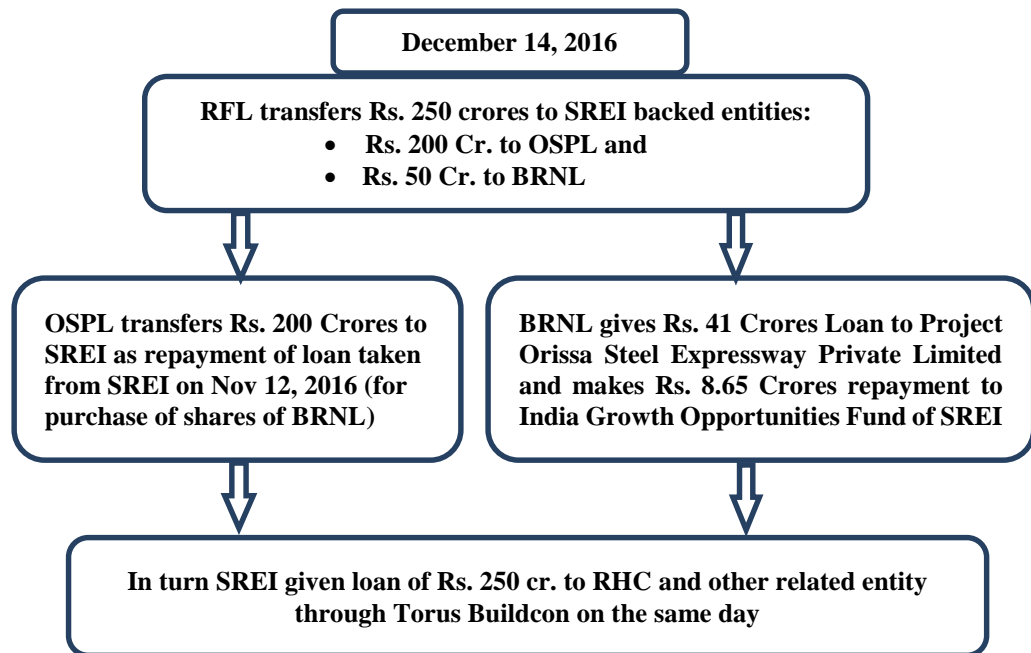 December 14, 2016
RFL transfers Rs. 250 crores to SREI backed entities:
• Rs. 200 Cr. to OSPL and
• Rs. 50 Cr. to BRNL
OSPL transfers Rs. 200 Crores to
SREI as repayment of loan taken
from SREI on Nov 12, 2016 (for
purchase of shares of BRNL)
BRNL gives Rs. 41 Crores Loan to Project
Orissa Steel Expressway Private Limited
and makes Rs. 8.65 Crores repayment to
India Growth Opportunities Fund of SREI
In turn SREI given loan of Rs. 250 cr. to RHC and other related entity
through Torus Buildcon on the same day